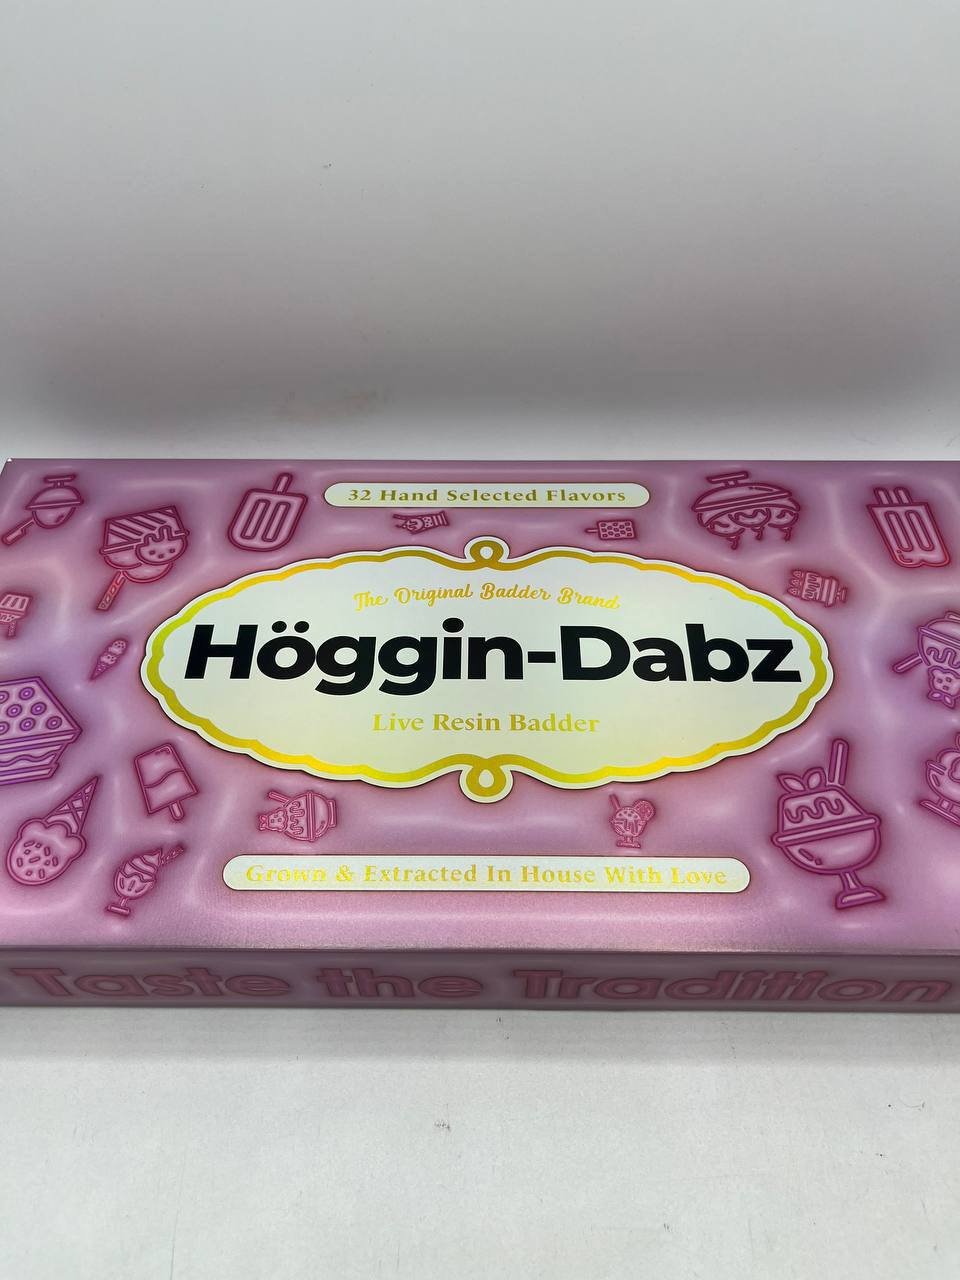 32 Hand Selected Flavors
The Original Badder Brand
Höggin-Dabz
Live Resin Badder
Grown & Extracted In House With Love
Taste the Tradition